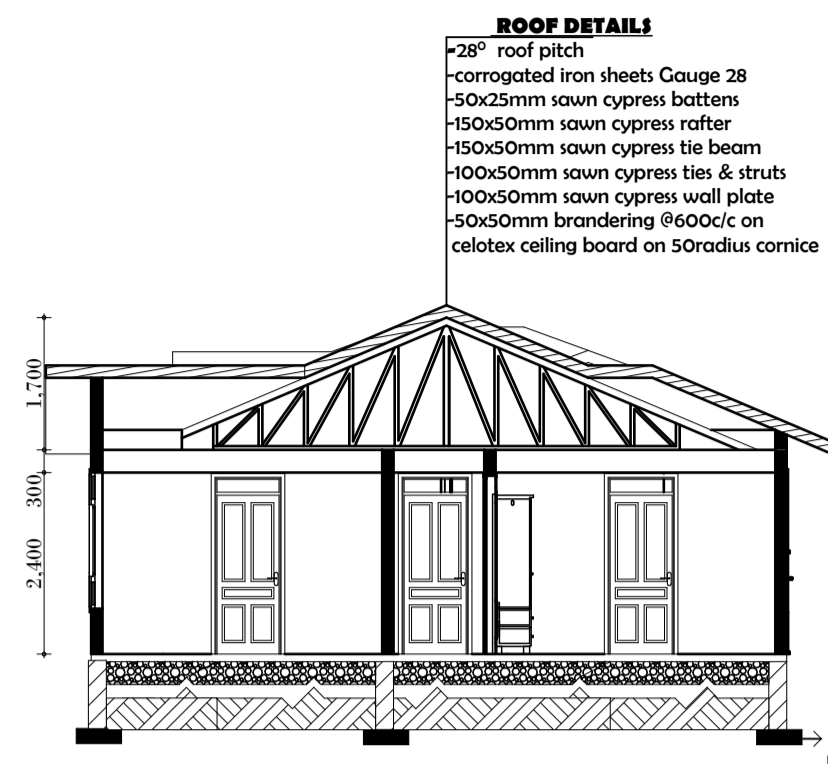 ROOF DETAILS
28° roof pitch
corrogated iron sheets Gauge 28
50x25mm sawn cypress battens
150x50mm sawn cypress rafter
150x50mm sawn cypress tie beam
100x50mm sawn cypress ties & struts
100x50mm sawn cypress wall plate
50x50mm brandering @600c/c on
celotex ceiling board on 50radius cornice
1,700
300
2,400